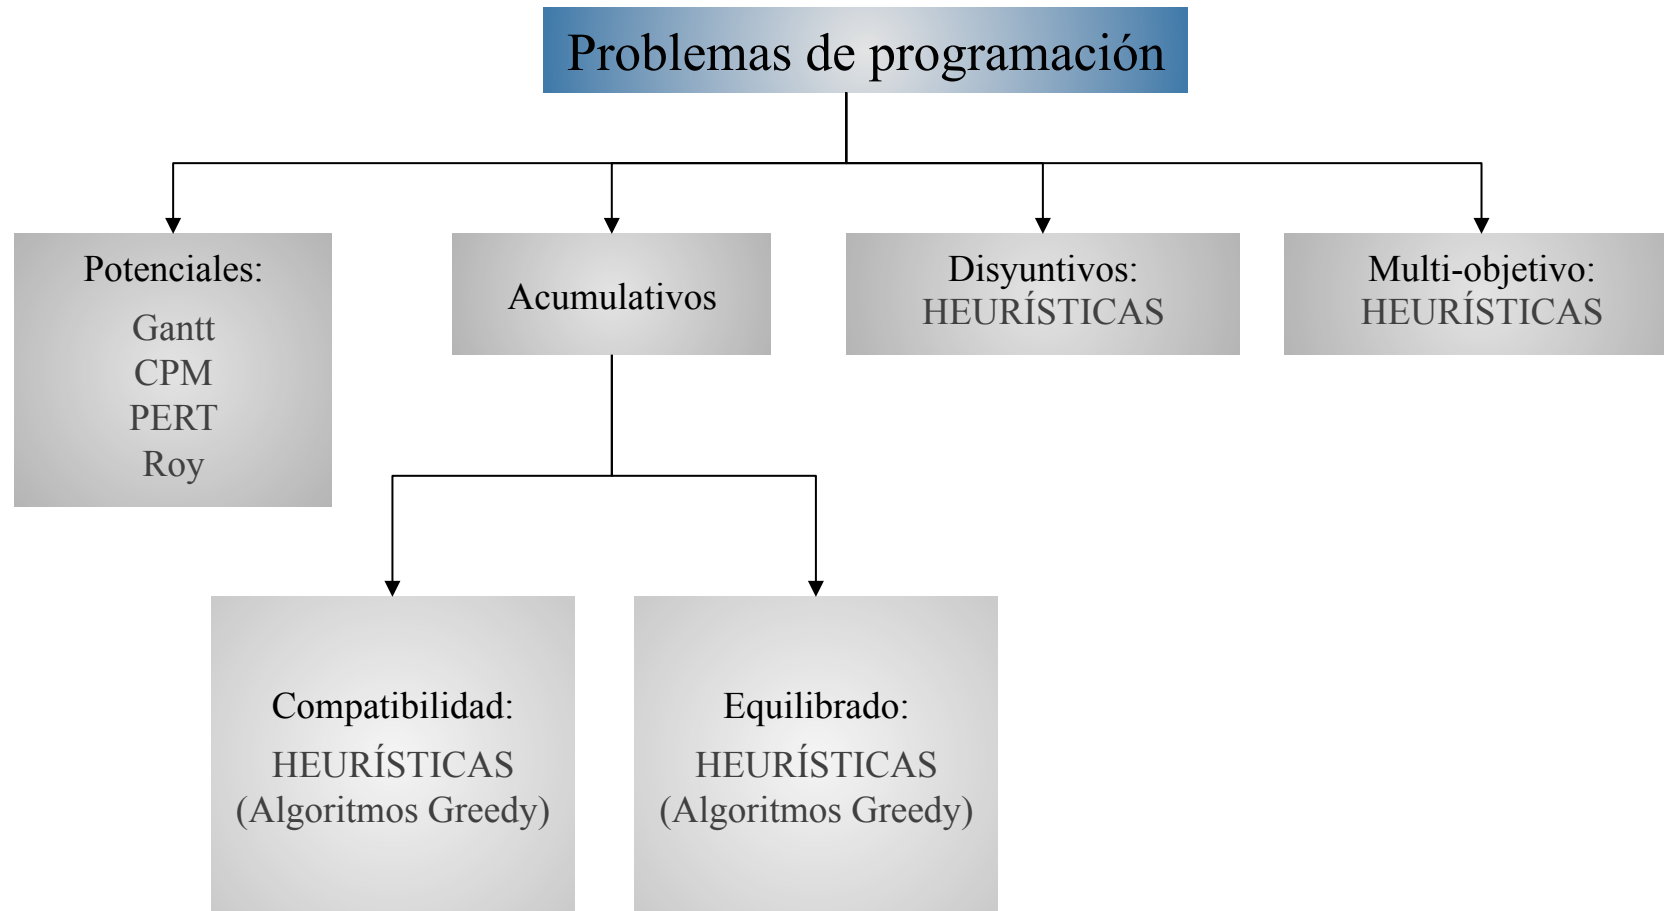 Problemas de programación
Potenciales:
Gantt
CPM
PERT
Roy
Acumulativos
Disyuntivos:
HEURÍSTICAS
Multi-objetivo:
HEURÍSTICAS
Compatibilidad:
HEURÍSTICAS
(Algoritmos Greedy)
Equilibrado:
HEURÍSTICAS
(Algoritmos Greedy)